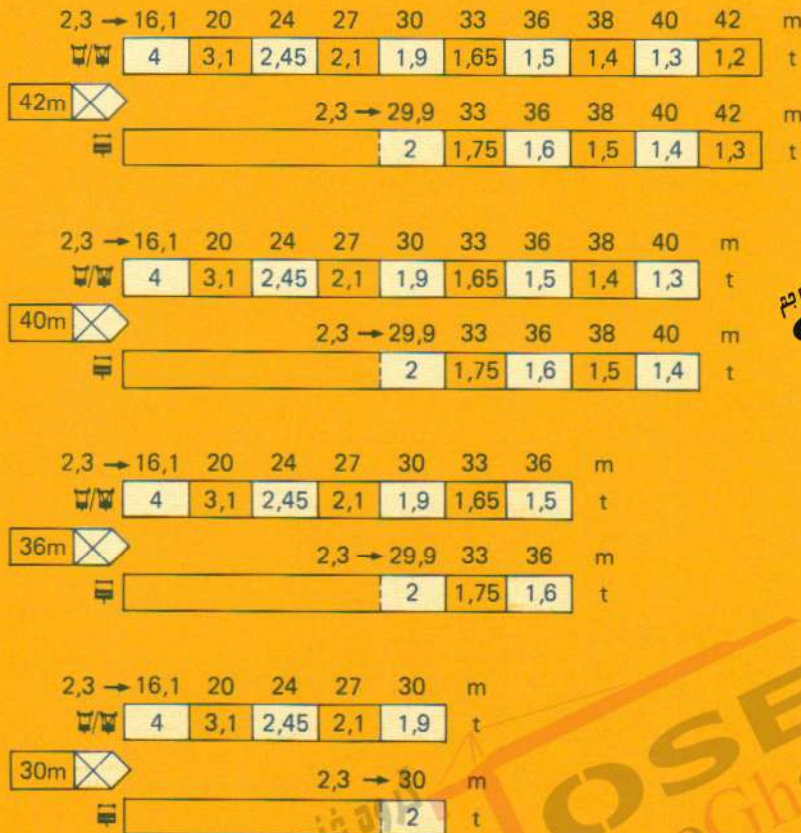 2,3 → 16,1 20 24 27 30 33 36 38 40 42 m
4 3,1 2,45 2,1 1,9 1,65 1,5 1,4 1,3 1,2 t
42m
2,3 → 29,9 33 36 38 40 42 m
2 1,75 1,6 1,5 1,4 1,3 t
2,3 → 16,1 20 24 27 30 33 36 38 40 m
4 3,1 2,45 2,1 1,9 1,65 1,5 1,4 1,3 t
40m
2,3 → 29,9 33 36 38 40 m
2 1,75 1,6 1,5 1,4 t
2,3 → 16,1 20 24 27 30 33 36 m
4 3,1 2,45 2,1 1,9 1,65 1,5 t
36m
2,3 → 29,9 33 36 m
2 1,75 1,6 t
2,3 → 16,1 20 24 27 30 m
4 3,1 2,45 2,1 1,9 t
30m
2,3 → 30 m
2 t